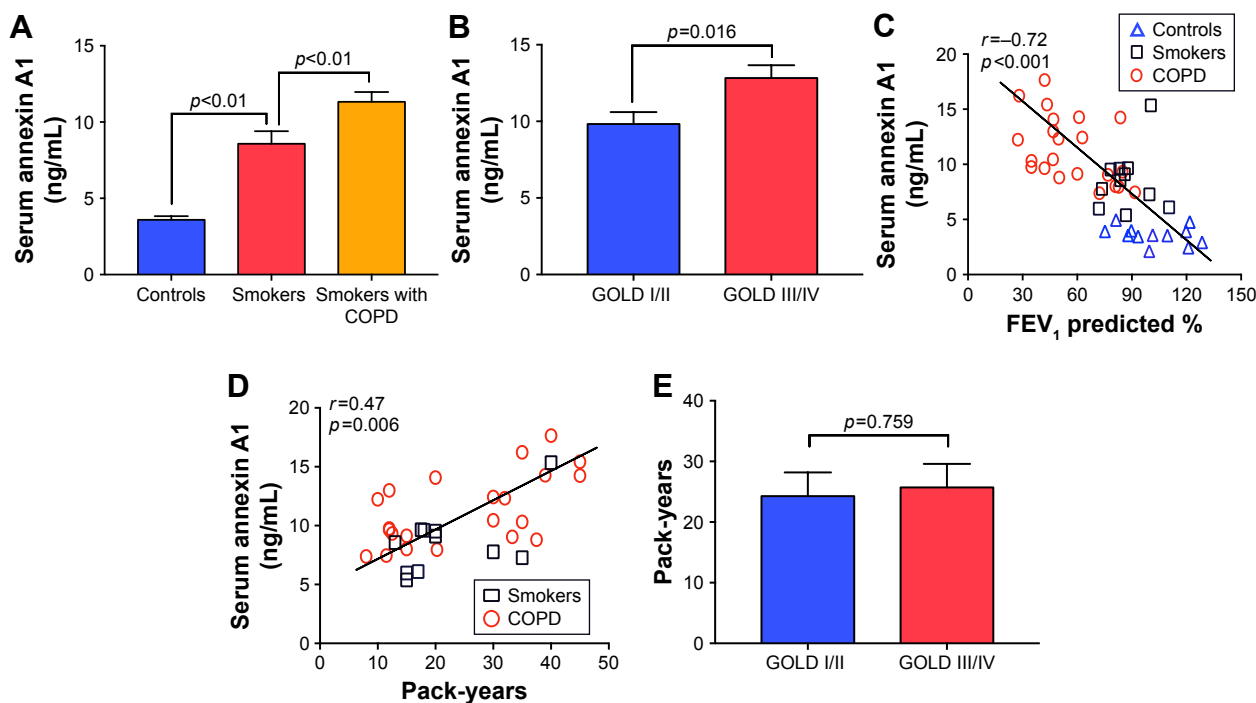 A
Serum annexin A1
(ng/mL)
15
10
5
0
p<0.01
p<0.01
Controls
Smokers
Smokers with
COPD
B
Serum annexin A1
(ng/mL)
15
10
5
0
p=0.016
GOLD I/II
GOLD III/IV
C
Serum annexin A1
(ng/mL)
20
15
10
5
0
r=–0.72
p<0.001
Controls
Smokers
COPD
0 30 60 90 120 150
FEV1 predicted %
D
Serum annexin A1
(ng/mL)
20
15
10
5
0
r=0.47
p=0.006
Smokers
COPD
0 10 20 30 40 50
Pack-years
E
Pack-years
40
30
20
10
0
p=0.759
GOLD I/II
GOLD III/IV